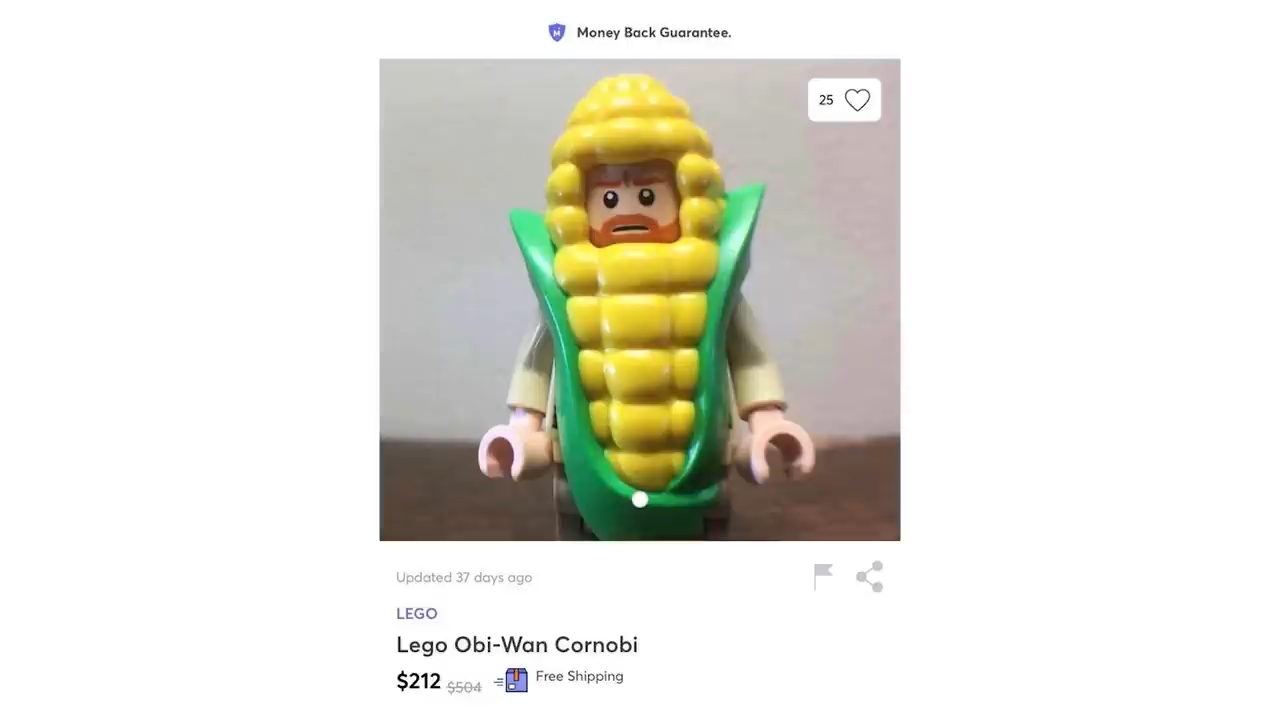 Money Back Guarantee.
25
Updated 37 days ago
LEGO
Lego Obi-Wan Cornobi
$212 $504 Free Shipping